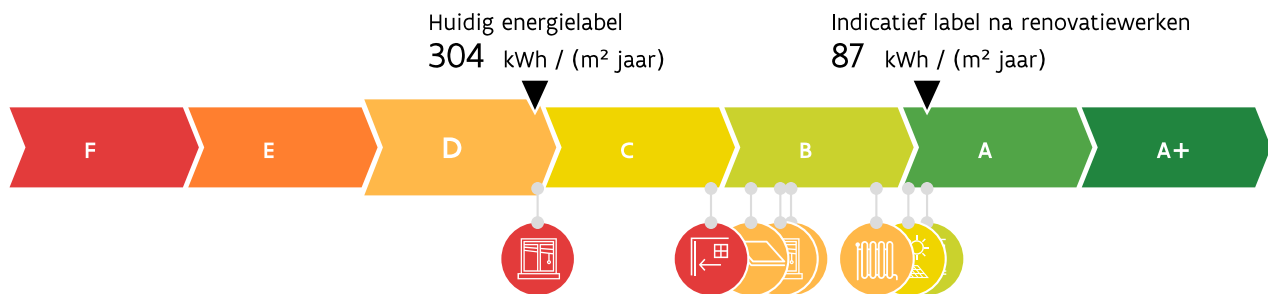 Huidig energielabel
304 kWh / (m² jaar)
Indicatief label na renovatiewerken
87 kWh / (m² jaar)
F E D C B A A+